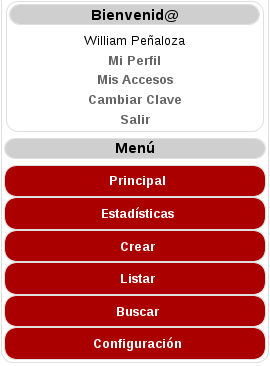 Bienvenid@
William Peñaloza
Mi Perfil
Mis Accesos
Cambiar Clave
Salir
Menú
Principal
Estadísticas
Crear
Listar
Buscar
Configuración